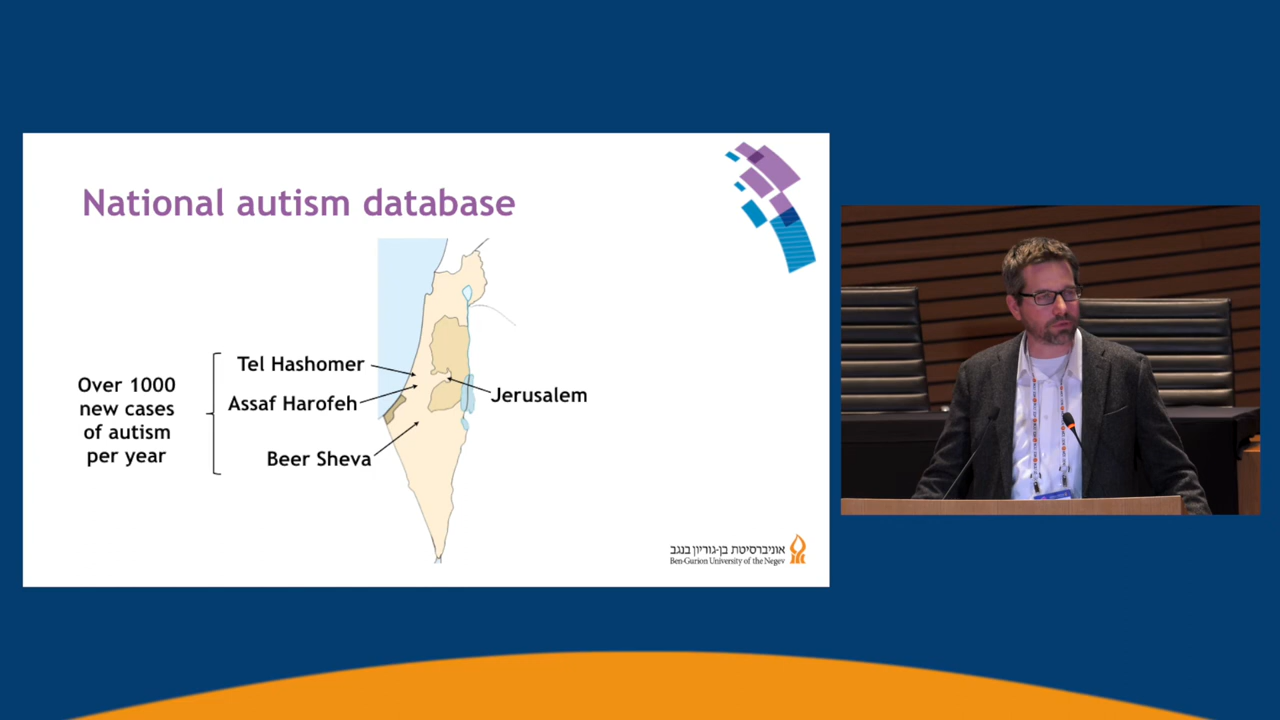 National autism database
Over 1000
new cases
of autism
per year
Tel Hashomer
Assaf Harofeh
Beer Sheva
Jerusalem
אוניברסיטת בן-גוריון בנגב
Ben-Gurion University of the Negev